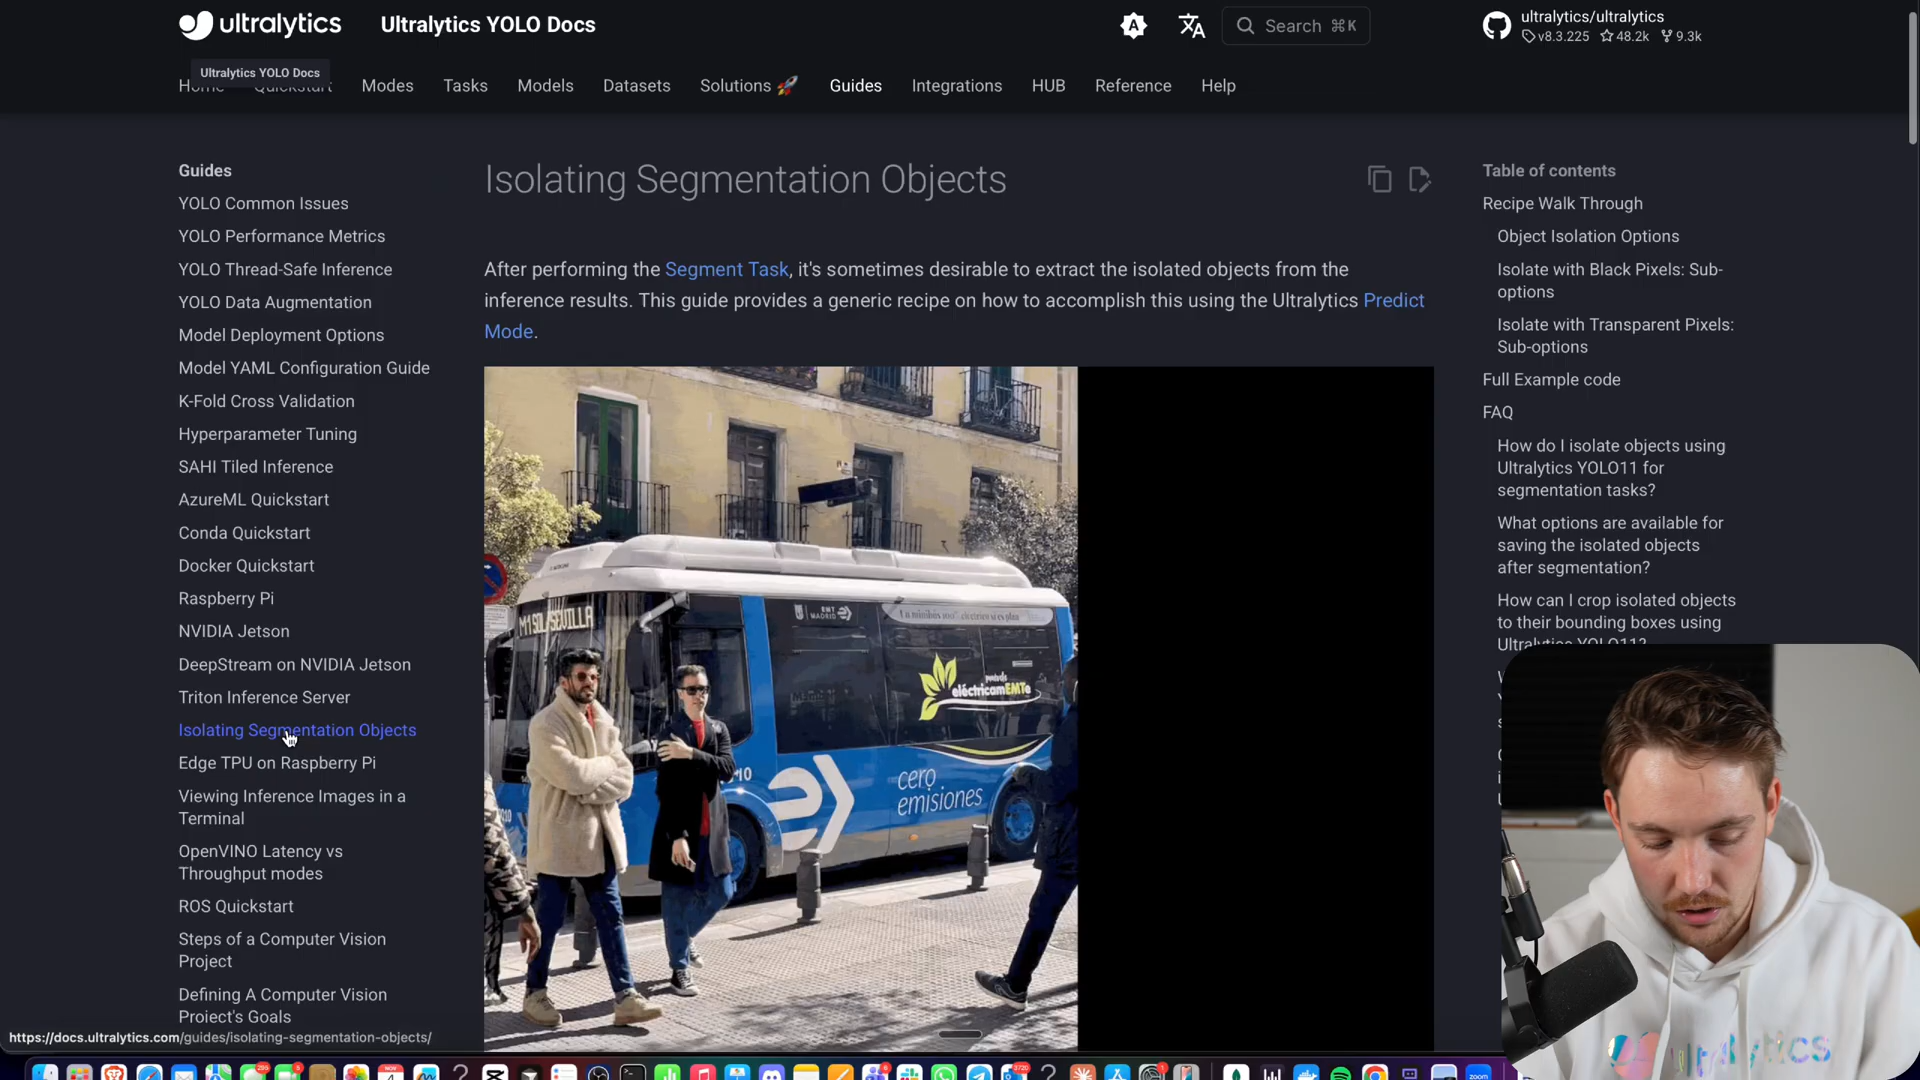 ultralytics
Ultralytics YOLO Docs
Search ⌘K
ultralytics/ultralytics
v8.3.225 48.2k 9.3k
Ultralytics YOLO Docs
Home Quickstart Modes Tasks Models Datasets Solutions 🚀 Guides Integrations HUB Reference Help
Guides
YOLO Common Issues
YOLO Performance Metrics
YOLO Thread-Safe Inference
YOLO Data Augmentation
Model Deployment Options
Model YAML Configuration Guide
K-Fold Cross Validation
Hyperparameter Tuning
SAHI Tiled Inference
AzureML Quickstart
Conda Quickstart
Docker Quickstart
Raspberry Pi
NVIDIA Jetson
DeepStream on NVIDIA Jetson
Triton Inference Server
Isolating Segmentation Objects
Edge TPU on Raspberry Pi
Viewing Inference Images in a
Terminal
OpenVINO Latency vs
Throughput modes
ROS Quickstart
Steps of a Computer Vision
Project
Defining A Computer Vision
Project's Goals
https://docs.ultralytics.com/guides/isolating-segmentation-objects/
Isolating Segmentation Objects
After performing the Segment Task, it's sometimes desirable to extract the isolated objects from the
inference results. This guide provides a generic recipe on how to accomplish this using the Ultralytics Predict
Mode.
M1 SOL/SEVILLA
EMT
MADRID
eléctricamEMTe
cero
emisiones
Table of contents
Recipe Walk Through
Object Isolation Options
Isolate with Black Pixels: Sub-
options
Isolate with Transparent Pixels:
Sub-options
Full Example code
FAQ
How do I isolate objects using
Ultralytics YOLO11 for
segmentation tasks?
What options are available for
saving the isolated objects
after segmentation?
How can I crop isolated objects
to their bounding boxes using
Ultralytics YOLO11?
ultralytics
zoom